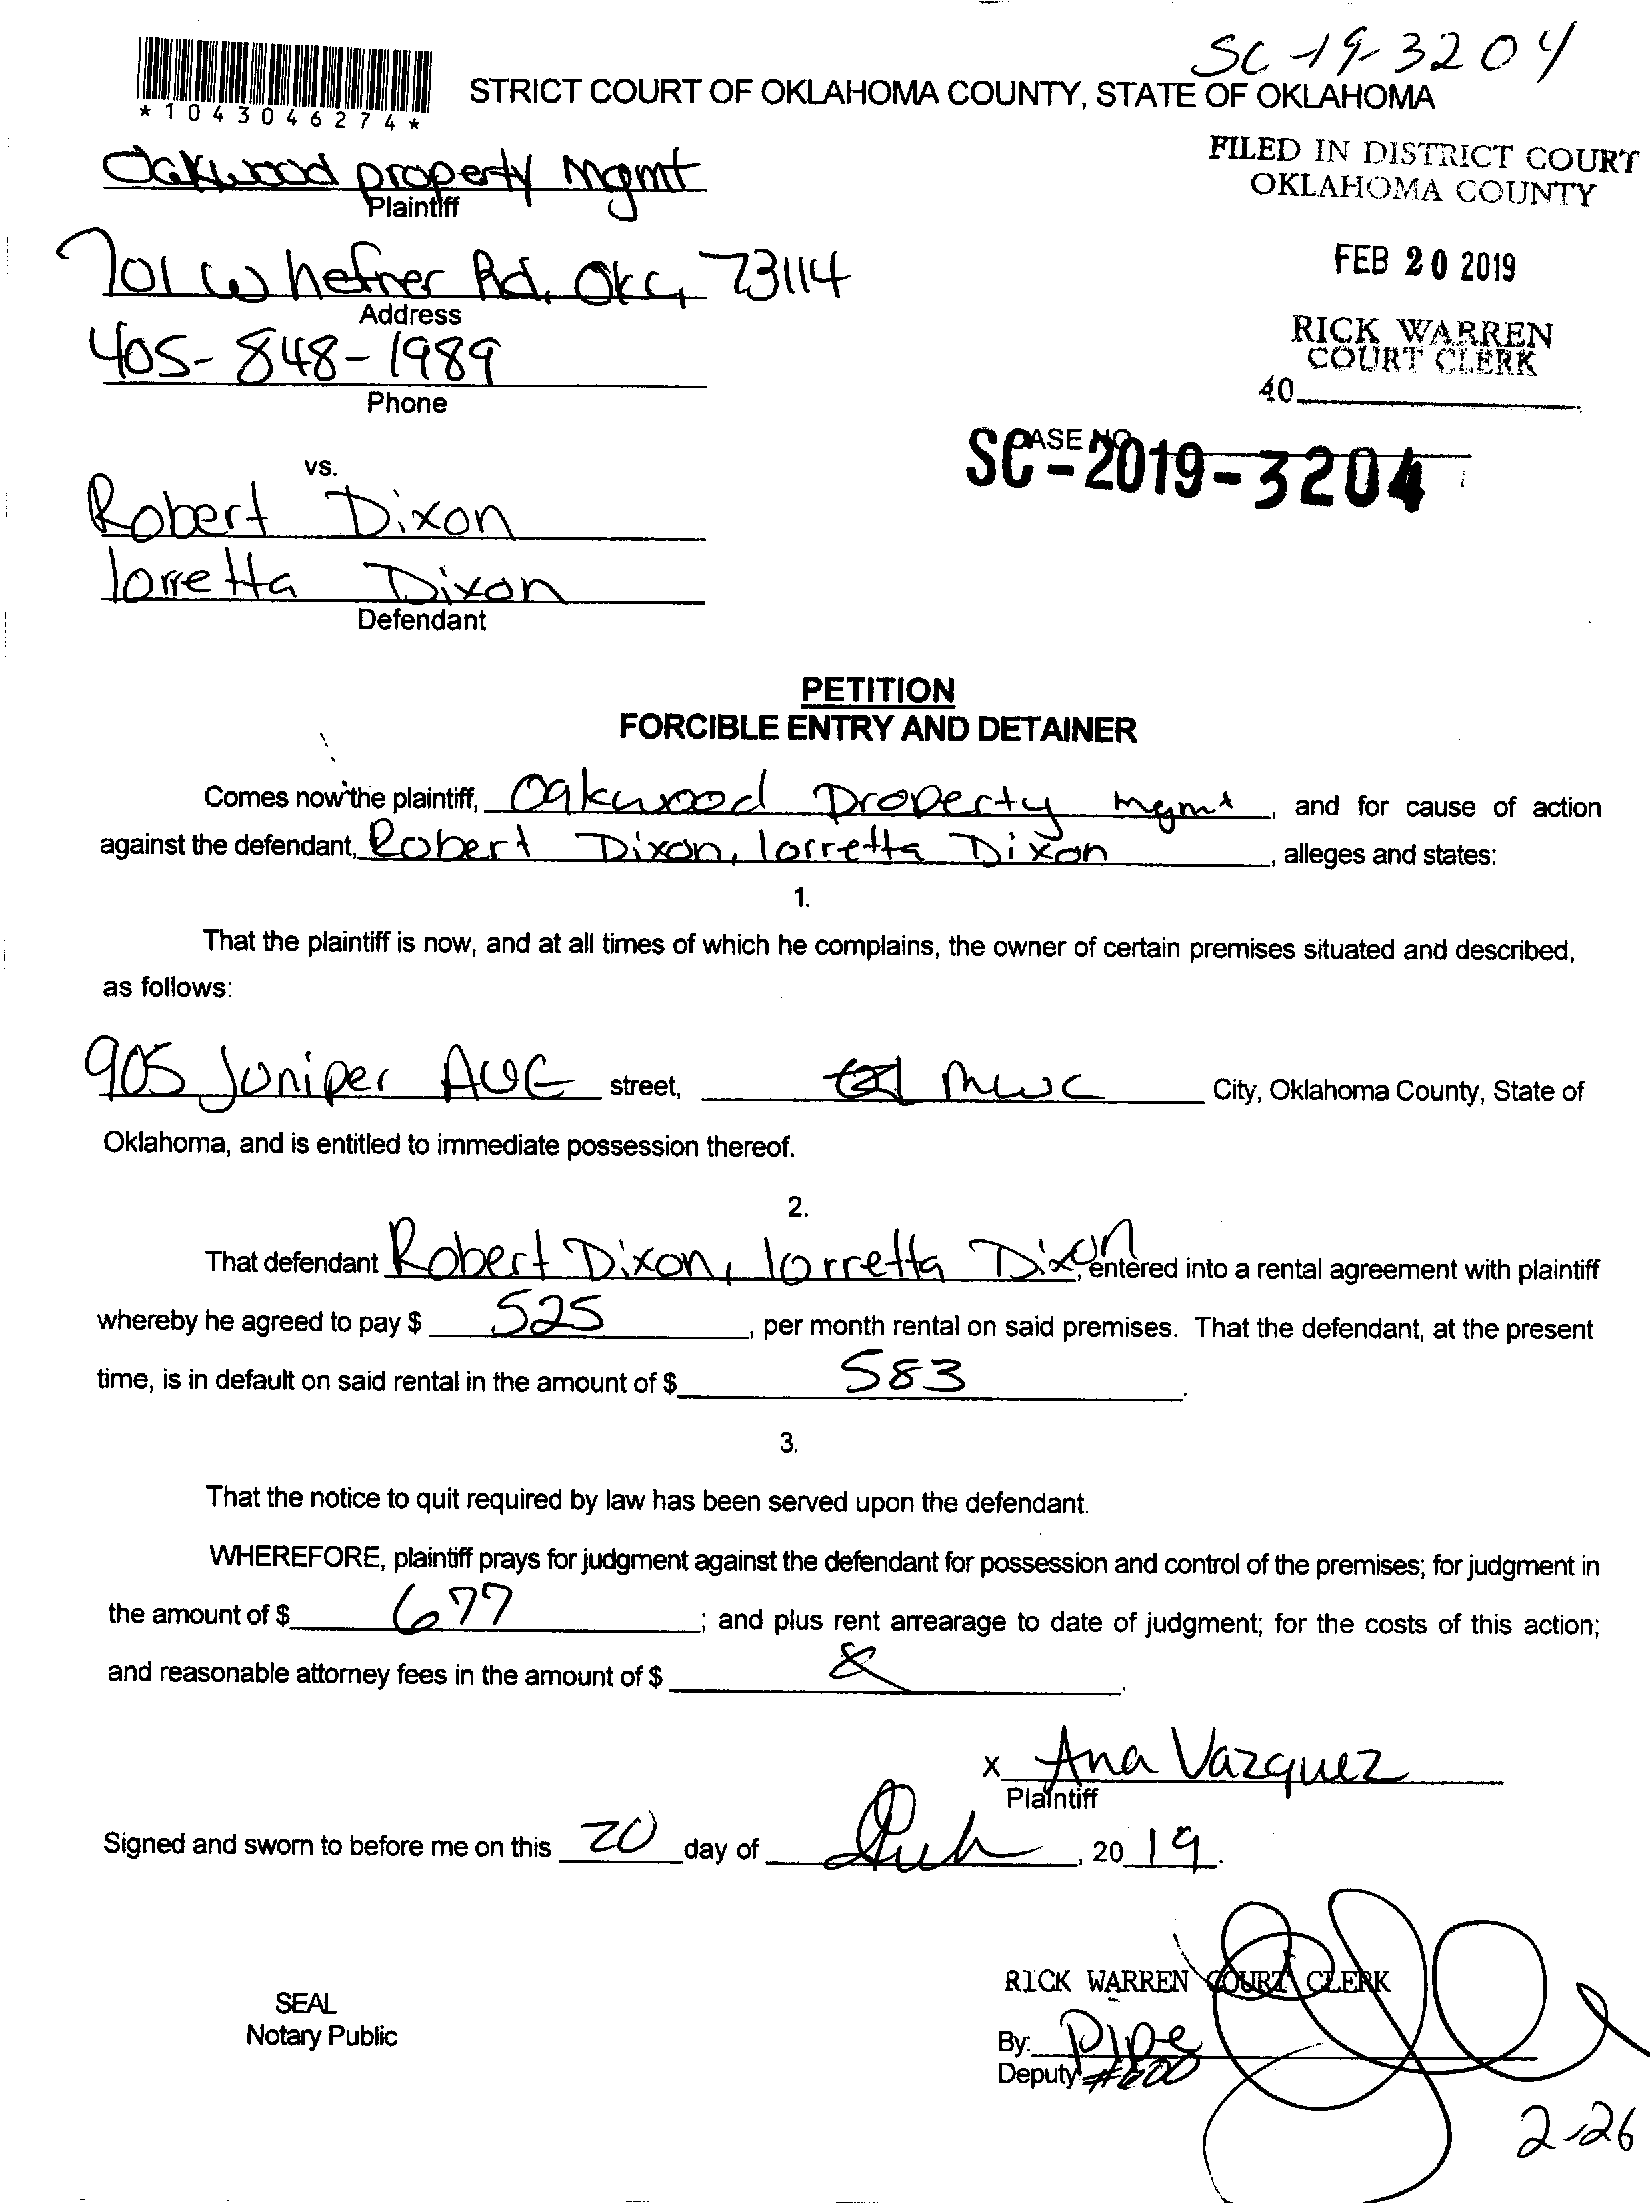 SC-19-3204
*1043046274*
STRICT COURT OF OKLAHOMA COUNTY, STATE OF OKLAHOMA
FILED IN DISTRICT COURT
OKLAHOMA COUNTY
Oakwood property Mgmt
Plaintiff
FEB 20 2019
701 W hefner Rd, OKC, 73114
Address
RICK WARREN
COURT CLERK
405-848-1989
Phone
40
CASE NO.
SC-2019-3204
vs.
Robert Dixon
lorretta Dixon
Defendant
PETITION
FORCIBLE ENTRY AND DETAINER
Comes now the plaintiff, Oakwood Property Mgmt, and for cause of action
against the defendant, Robert Dixon, lorretta Dixon, alleges and states:
1.
That the plaintiff is now, and at all times of which he complains, the owner of certain premises situated and described,
as follows:
905 Juniper AVE street, MWC City, Oklahoma County, State of
Oklahoma, and is entitled to immediate possession thereof.
2.
That defendant Robert Dixon, lorretta Dixon, entered into a rental agreement with plaintiff
whereby he agreed to pay $ 525, per month rental on said premises. That the defendant, at the present
time, is in default on said rental in the amount of $ 583.
3.
That the notice to quit required by law has been served upon the defendant.
WHEREFORE, plaintiff prays for judgment against the defendant for possession and control of the premises; for judgment in
the amount of $ 677; and plus rent arrearage to date of judgment; for the costs of this action;
and reasonable attorney fees in the amount of $
x Ana Vazquez
Plaintiff
Signed and sworn to before me on this 20 day of , 2019.
RICK WARREN COURT CLERK
SEAL
Notary Public
By:
Deputy #600
2-26